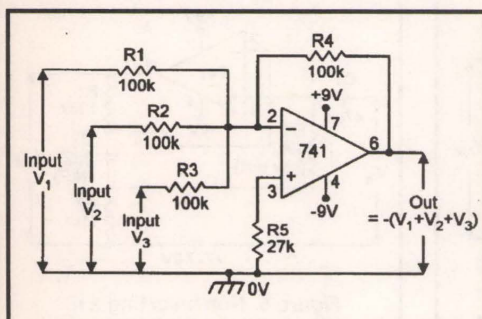 R1
100k
R2
100k
R3
100k
R4
100k
+9V
2
−
7
741
6
+
3
4
-9V
R5
27k
Input
V₁
Input
V₂
Input
V₃
Out
= -(V₁+V₂+V₃)
0V